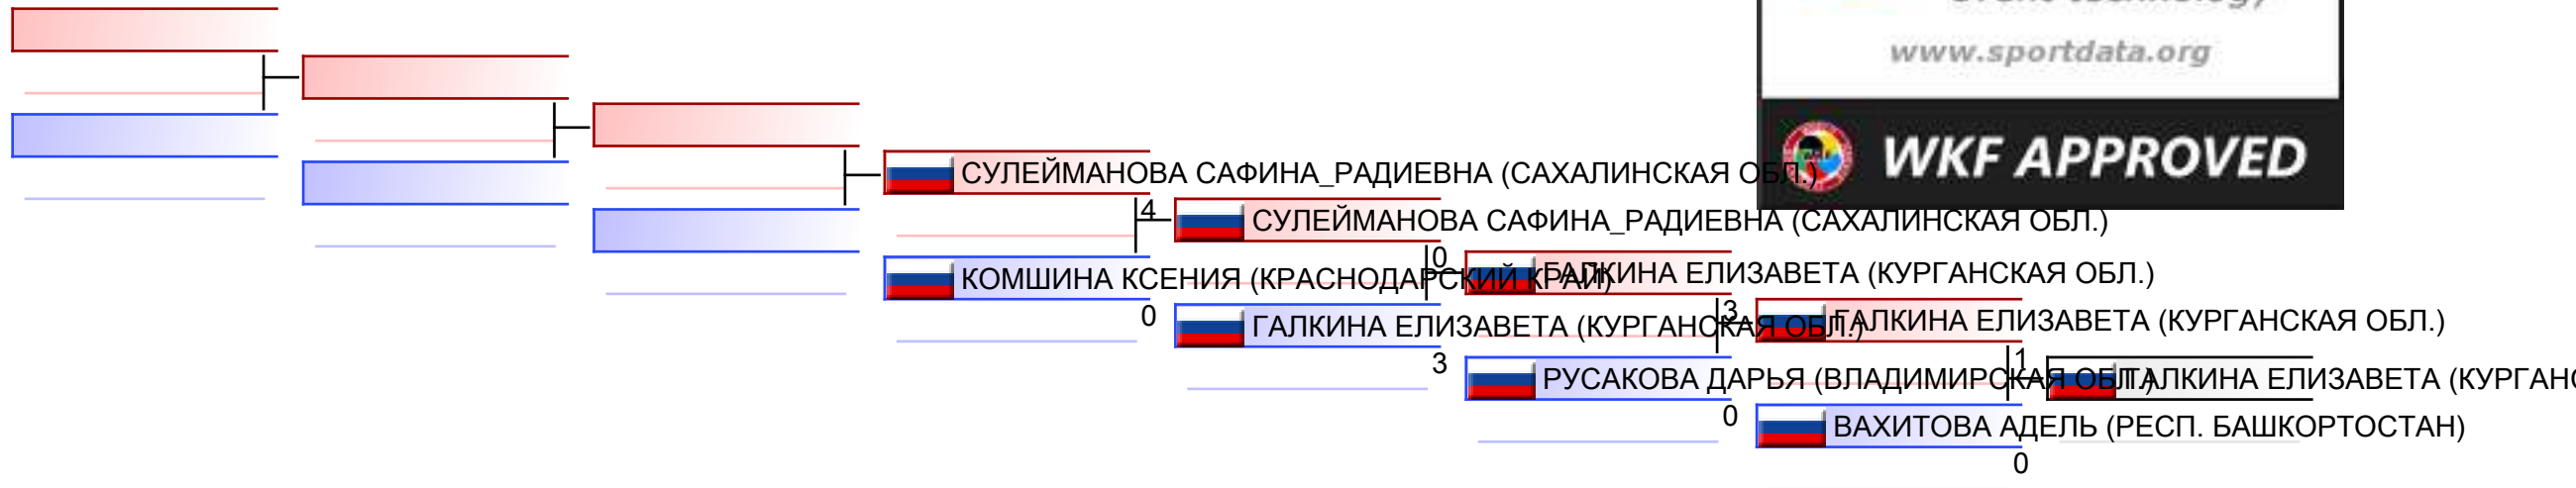 www.sportdata.org
WKF APPROVED
СУЛЕЙМАНОВА САФИНА_РАДИЕВНА (САХАЛИНСКАЯ ОБЛ.)
4
СУЛЕЙМАНОВА САФИНА_РАДИЕВНА (САХАЛИНСКАЯ ОБЛ.)
КОМШИНА КСЕНИЯ (КРАСНОДАРСКИЙ КРАЙ)
0
0
ГАЛКИНА ЕЛИЗАВЕТА (КУРГАНСКАЯ ОБЛ.)
ГАЛКИНА ЕЛИЗАВЕТА (КУРГАНСКАЯ ОБЛ.)
3
3
ГАЛКИНА ЕЛИЗАВЕТА (КУРГАНСКАЯ ОБЛ.)
РУСАКОВА ДАРЬЯ (ВЛАДИМИРСКАЯ ОБЛ.)
0
1
ГАЛКИНА ЕЛИЗАВЕТА
ВАХИТОВА АДЕЛЬ (РЕСП. БАШКОРТОСТАН)
0